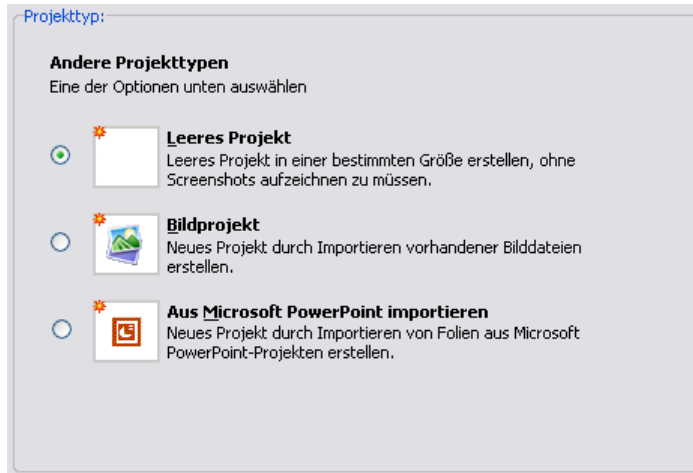 Projekttyp:
Andere Projekttypen
Eine der Optionen unten auswählen
Leeres Projekt
Leeres Projekt in einer bestimmten Größe erstellen, ohne
Screenshots aufzeichnen zu müssen.
Bildprojekt
Neues Projekt durch Importieren vorhandener Bilddateien
erstellen.
Aus Microsoft PowerPoint importieren
Neues Projekt durch Importieren von Folien aus Microsoft
PowerPoint-Projekten erstellen.